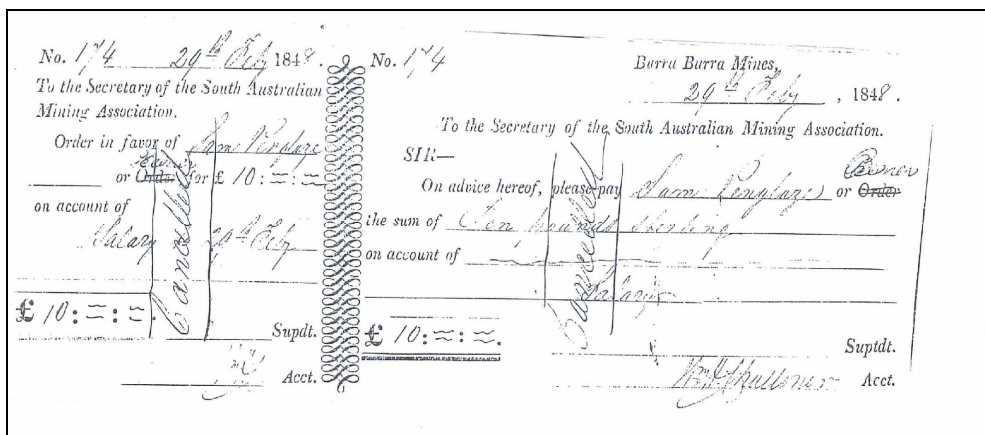 No. 174 29th Feby 1848.
To the Secretary of the South Australian
Mining Association.
Order in favor of Sam Penglaze
Bearer
or Order for £ 10:=:=
on account of
Salary 29th Feby
Cancelled
£ 10:=:=.
Supdt.
Acct.
No. 174
Burra Burra Mines,
29th Feby, 1848.
To the Secretary of the South Australian Mining Association.
SIR—
Bearer
On advice hereof, please pay Sam Penglaze or Order
the sum of Ten pounds Sterling
on account of
Salary
Cancelled
£ 10:=:=.
Suptdt.
Wm Challoner Acct.